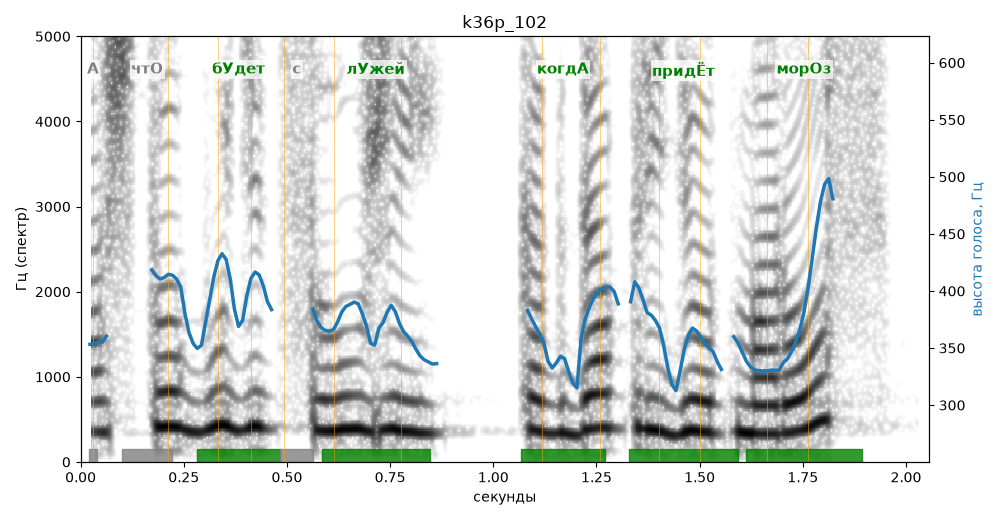 k36p_102
А чтО бУдет с лУжей когдА придЁт морОз
5000
4000
3000
2000
1000
0
Гц (спектр)
600
550
500
450
400
350
300
высота голоса, Гц
0.00 0.25 0.50 0.75 1.00 1.25 1.50 1.75 2.00
секунды